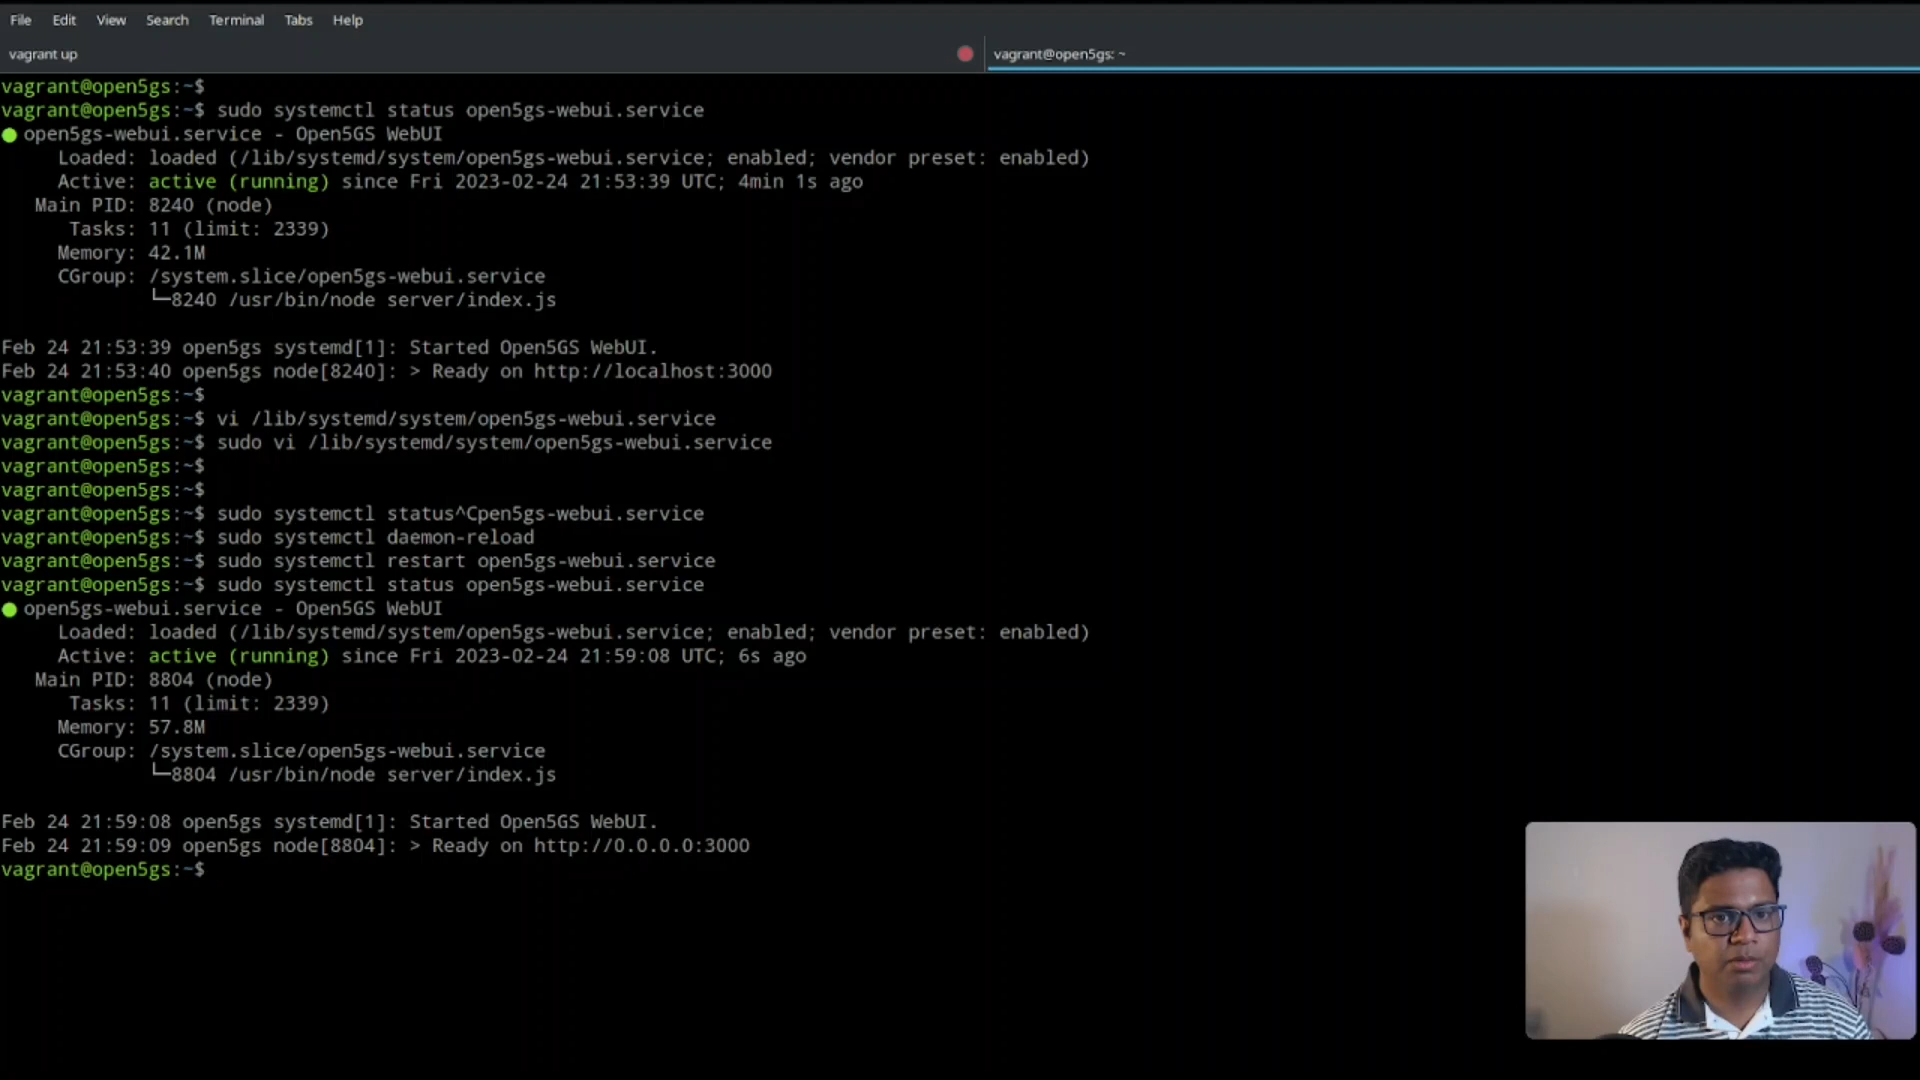 File Edit View Search Terminal Tabs Help
vagrant up
vagrant@open5gs: ~
vagrant@open5gs:~$
vagrant@open5gs:~$ sudo systemctl status open5gs-webui.service
● open5gs-webui.service - Open5GS WebUI
     Loaded: loaded (/lib/systemd/system/open5gs-webui.service; enabled; vendor preset: enabled)
     Active: active (running) since Fri 2023-02-24 21:53:39 UTC; 4min 1s ago
   Main PID: 8240 (node)
      Tasks: 11 (limit: 2339)
     Memory: 42.1M
     CGroup: /system.slice/open5gs-webui.service
             └─8240 /usr/bin/node server/index.js
Feb 24 21:53:39 open5gs systemd[1]: Started Open5GS WebUI.
Feb 24 21:53:40 open5gs node[8240]: > Ready on http://localhost:3000
vagrant@open5gs:~$
vagrant@open5gs:~$ vi /lib/systemd/system/open5gs-webui.service
vagrant@open5gs:~$ sudo vi /lib/systemd/system/open5gs-webui.service
vagrant@open5gs:~$
vagrant@open5gs:~$
vagrant@open5gs:~$ sudo systemctl status^Cpen5gs-webui.service
vagrant@open5gs:~$ sudo systemctl daemon-reload
vagrant@open5gs:~$ sudo systemctl restart open5gs-webui.service
vagrant@open5gs:~$ sudo systemctl status open5gs-webui.service
● open5gs-webui.service - Open5GS WebUI
     Loaded: loaded (/lib/systemd/system/open5gs-webui.service; enabled; vendor preset: enabled)
     Active: active (running) since Fri 2023-02-24 21:59:08 UTC; 6s ago
   Main PID: 8804 (node)
      Tasks: 11 (limit: 2339)
     Memory: 57.8M
     CGroup: /system.slice/open5gs-webui.service
             └─8804 /usr/bin/node server/index.js
Feb 24 21:59:08 open5gs systemd[1]: Started Open5GS WebUI.
Feb 24 21:59:09 open5gs node[8804]: > Ready on http://0.0.0.0:3000
vagrant@open5gs:~$